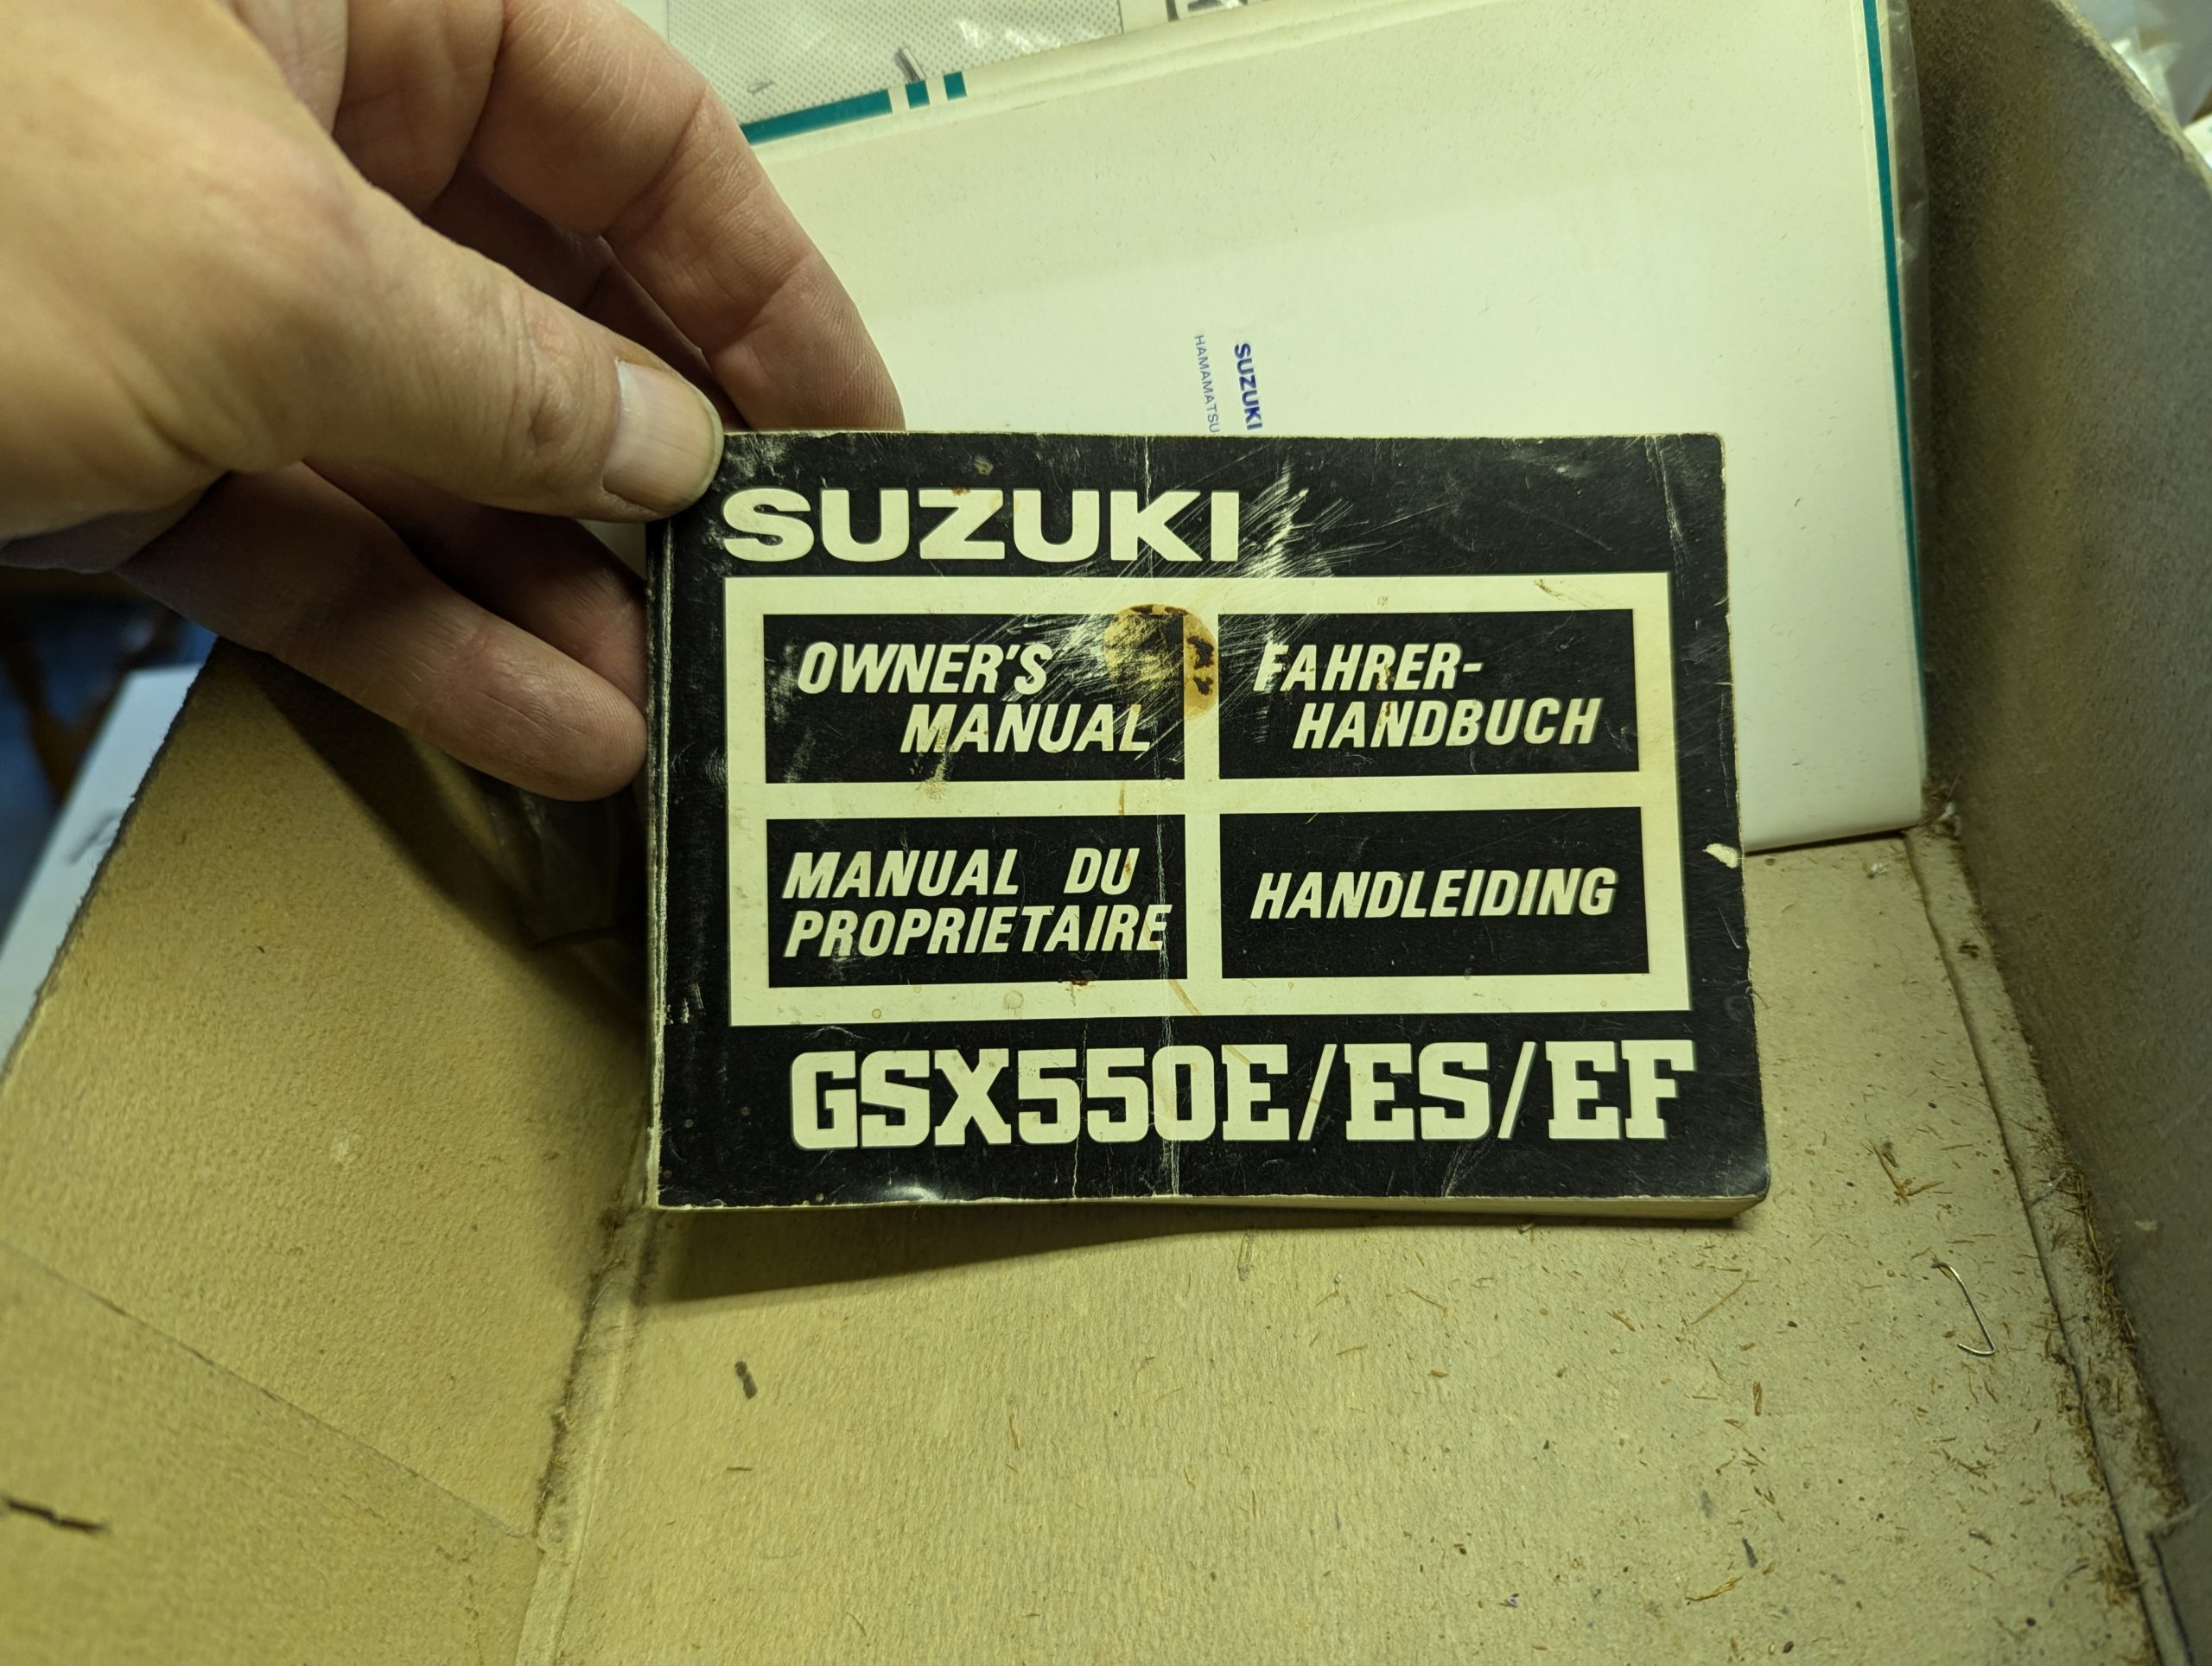 SUZUKI
HAMAMATSU
SUZUKI
OWNER'S
MANUAL
FAHRER-
HANDBUCH
MANUAL DU
PROPRIETAIRE
HANDLEIDING
GSX550E/ES/EF